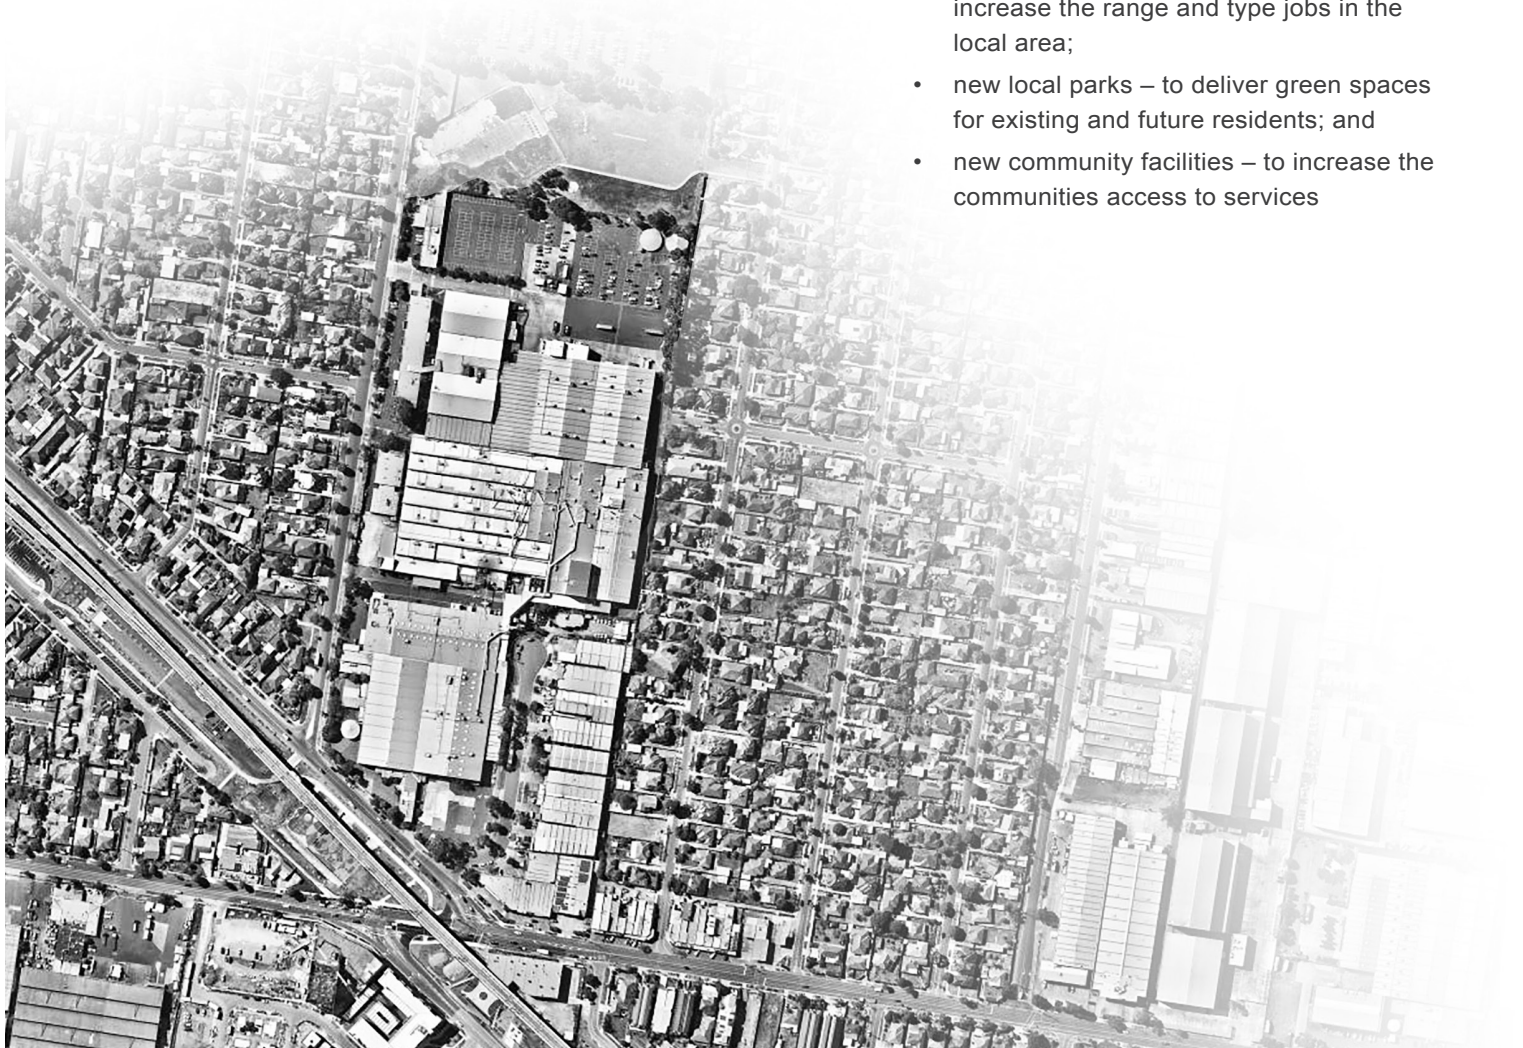 increase the range and type jobs in the
local area;
• new local parks – to deliver green spaces
for existing and future residents; and
• new community facilities – to increase the
communities access to services